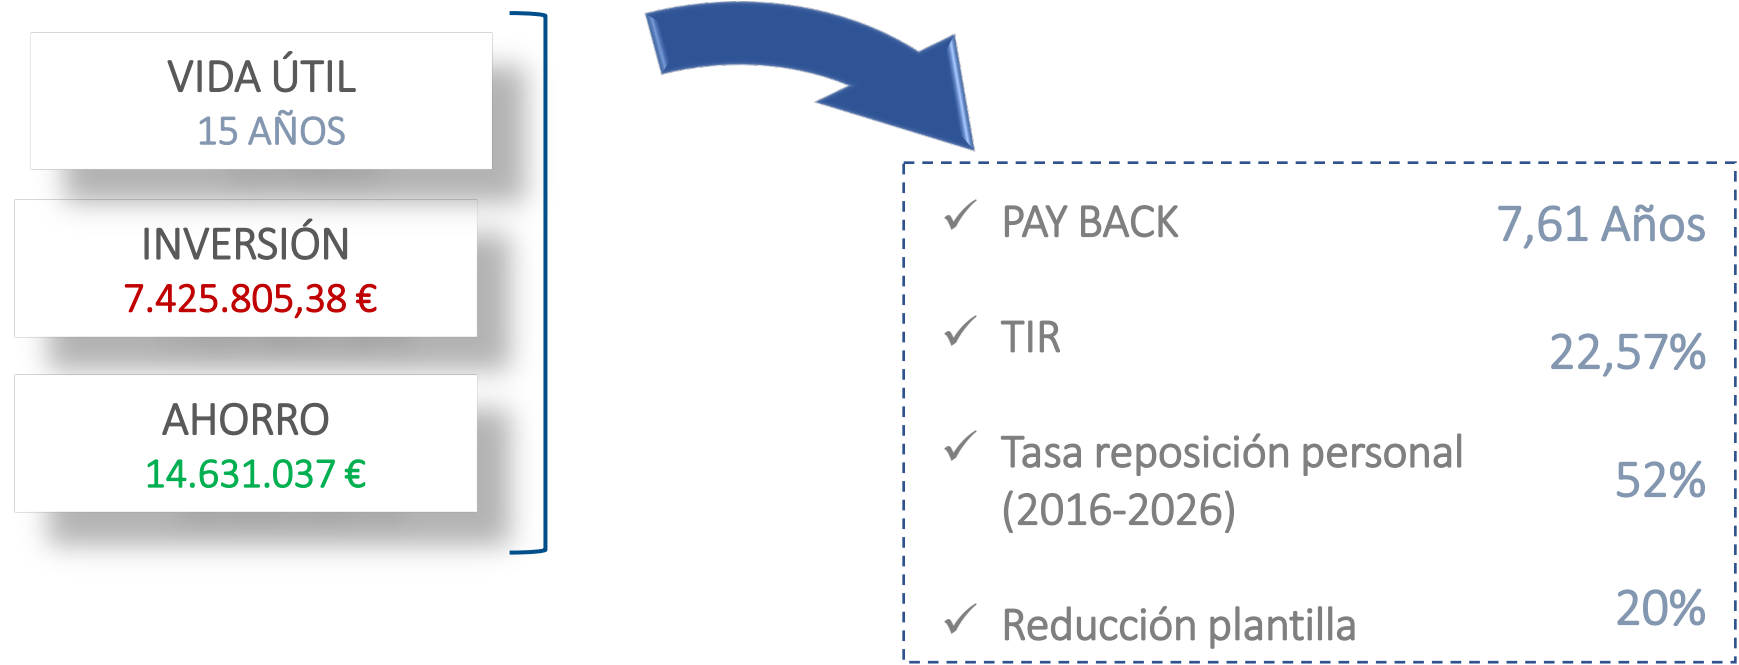 VIDA ÚTIL
15 AÑOS
INVERSIÓN
7.425.805,38 €
AHORRO
14.631.037 €
✓ PAY BACK 7,61 Años
✓ TIR 22,57%
✓ Tasa reposición personal
(2016-2026) 52%
✓ Reducción plantilla 20%